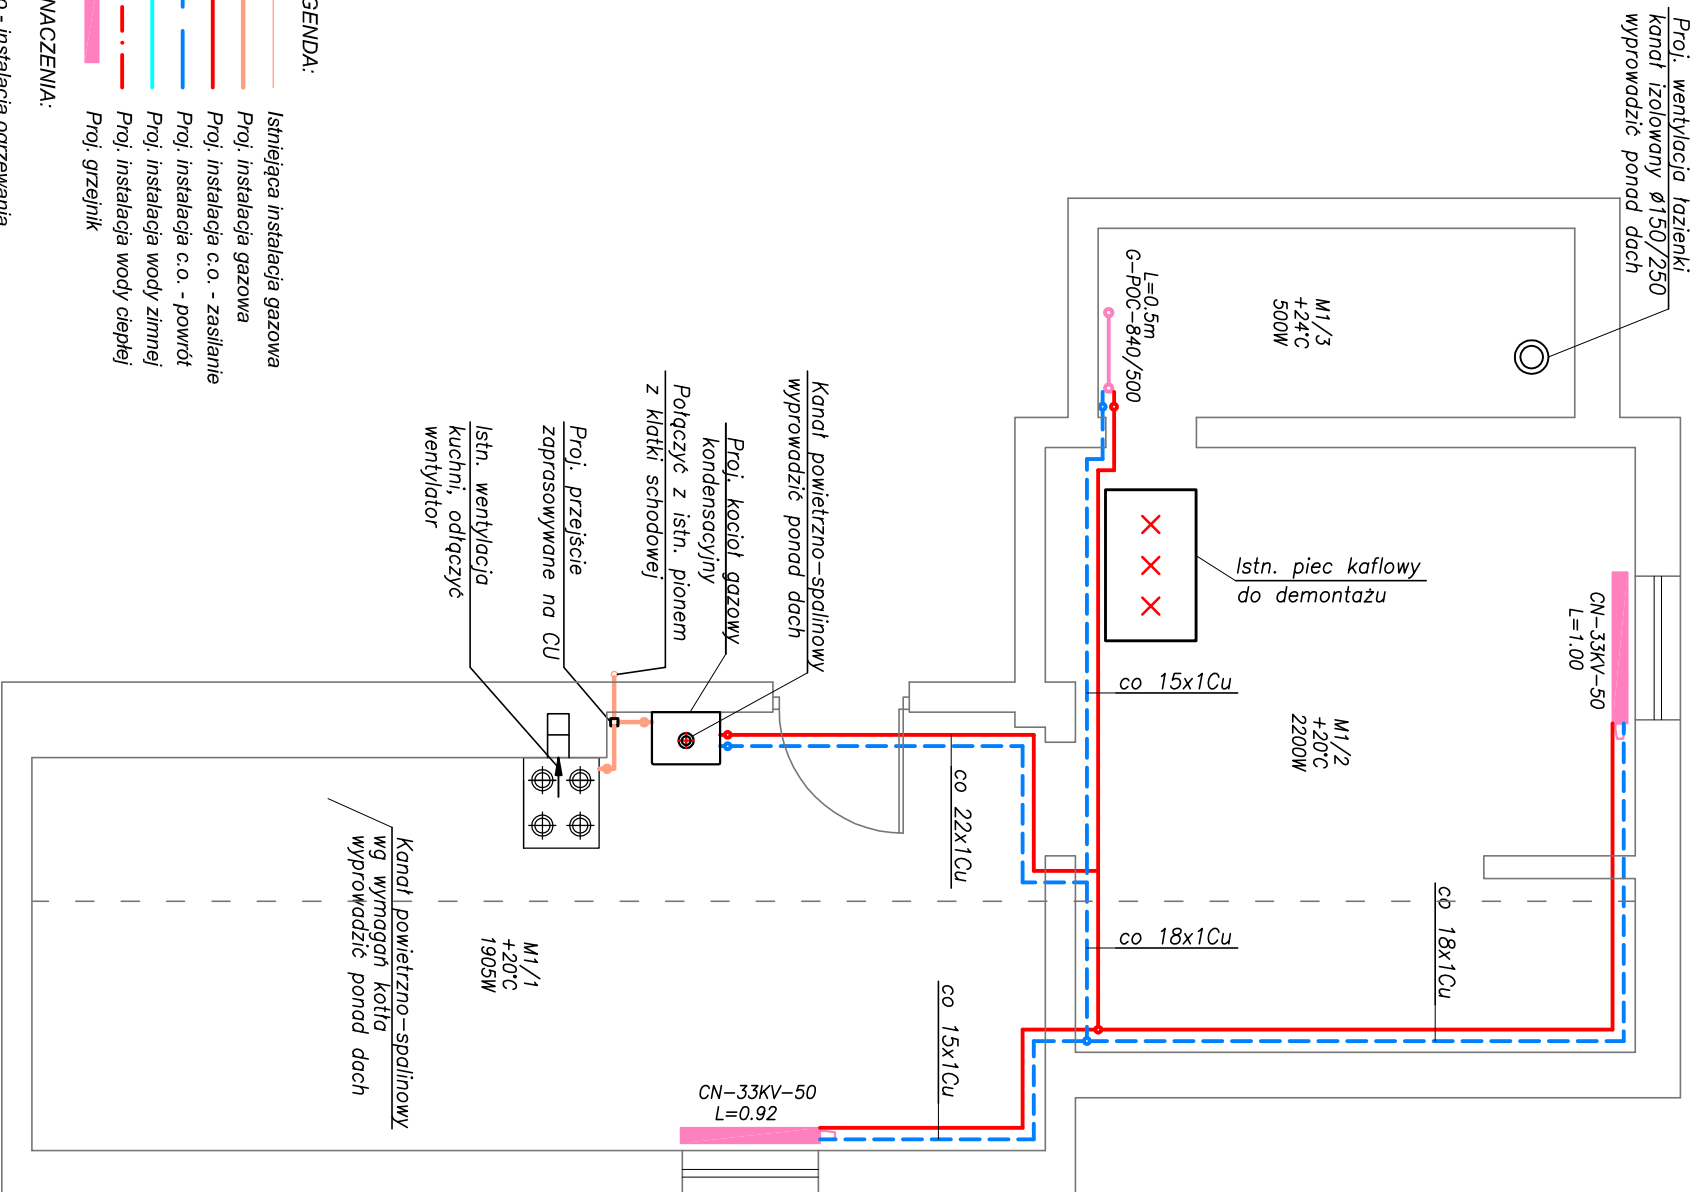 Proj. wentylacja łazienki
kanał izolowany ø150/250
wyprowadzić ponad dach
M1/3
+24°C
500W
L=0.5m
G-POC-840/500
Istn. piec kaflowy
do demontażu
CN-33KV-50
L=1.00
co 15x1Cu
M1/2
+20°C
2200W
Kanał powietrzno-spalinowy
wyprowadzić ponad dach
Proj. kocioł gazowy
kondensacyjny
Połączyć z istn. pionem
z klatki schodowej
Proj. przejście
zaprasowywane na CU
Istn. wentylacja
kuchni, odłączyć
wentylator
co 22x1Cu
co 18x1Cu
co 18x1Cu
co 15x1Cu
M1/1
+20°C
1905W
Kanał powietrzno-spalinowy
wg wymagań kotła
wyprowadzić ponad dach
CN-33KV-50
L=0.92
GENDA:
Istniejąca instalacja gazowa
Proj. instalacja gazowa
Proj. instalacja c.o. - zasilanie
Proj. instalacja c.o. - powrót
Proj. instalacja wody zimnej
Proj. instalacja wody ciepłej
Proj. grzejnik
NACZENIA:
o - instalacja ogrzewania